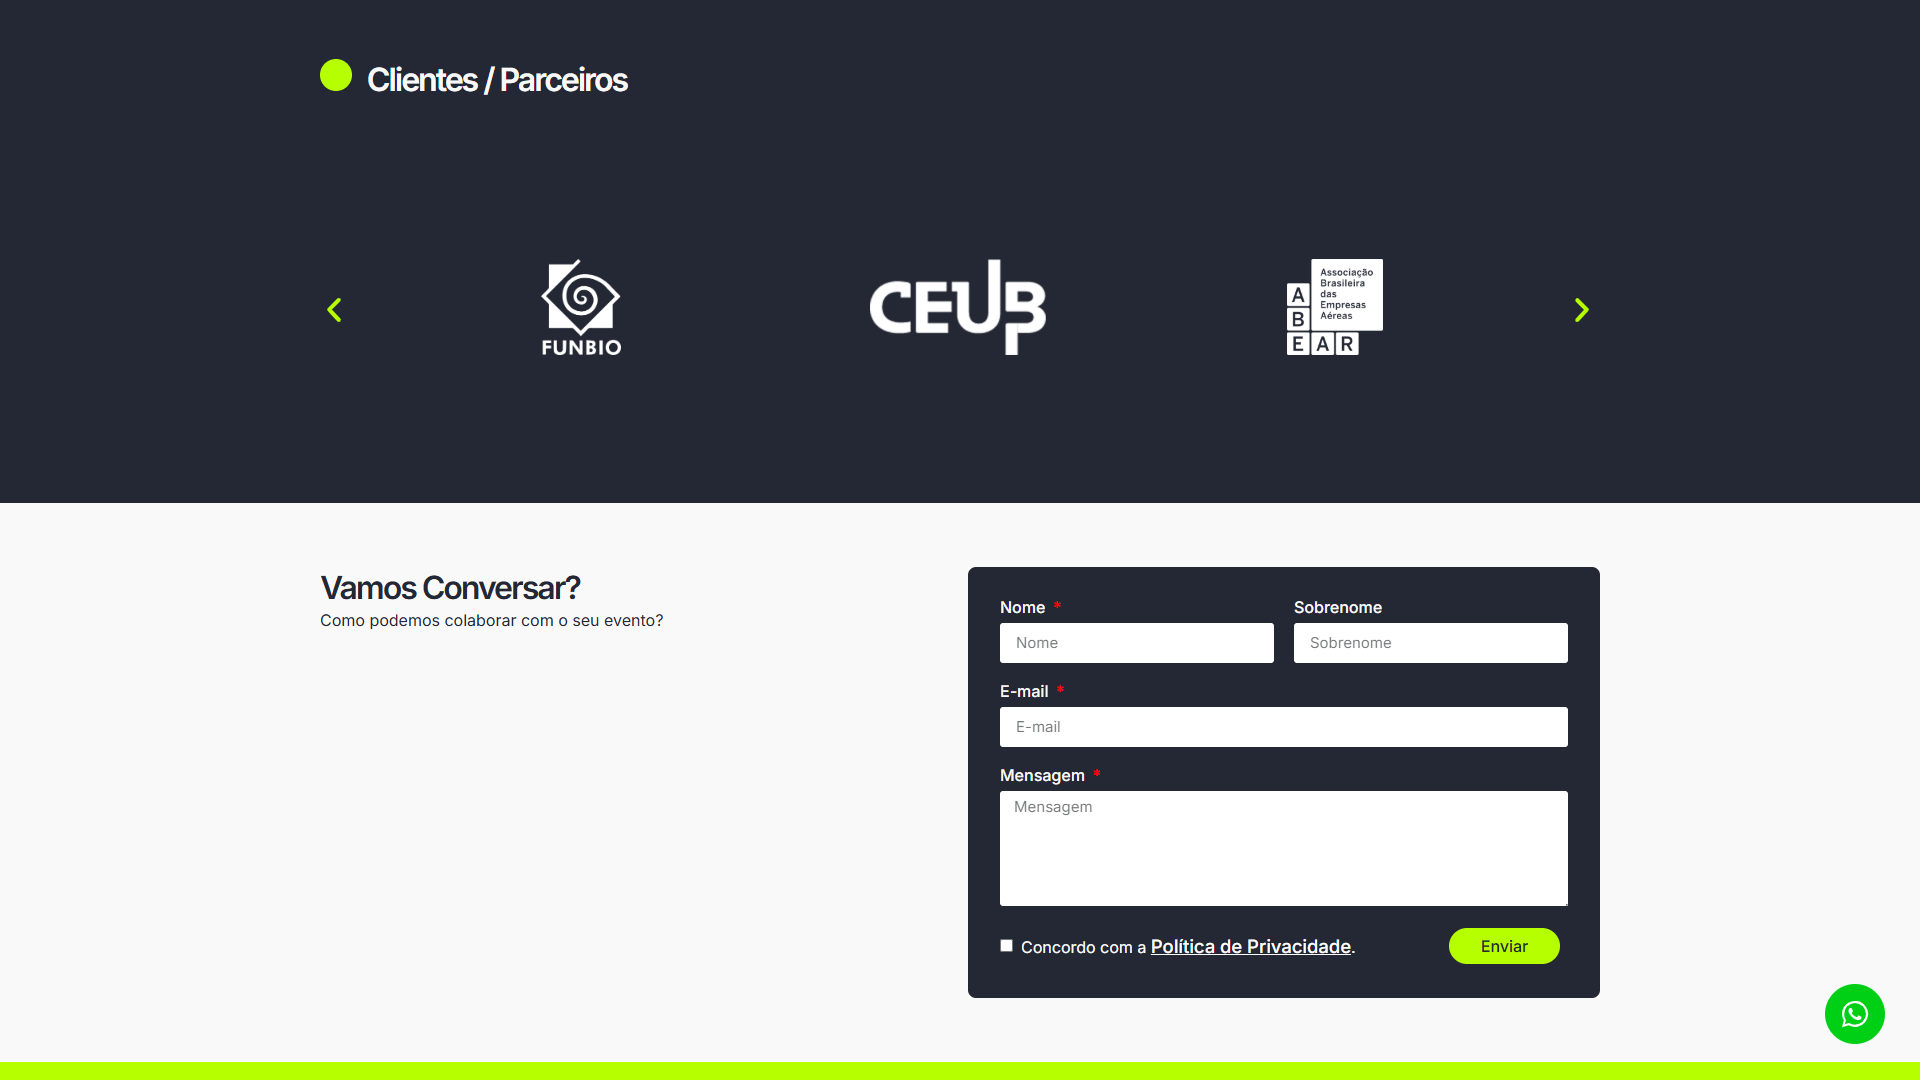 Clientes / Parceiros
FUNBIO
CEUB
Associação
Brasileira
das
Empresas
Aéreas
A
B
E A R
Vamos Conversar?
Como podemos colaborar com o seu evento?
Nome * Sobrenome
Nome Sobrenome
E-mail *
E-mail
Mensagem *
Mensagem
Concordo com a Política de Privacidade. Enviar